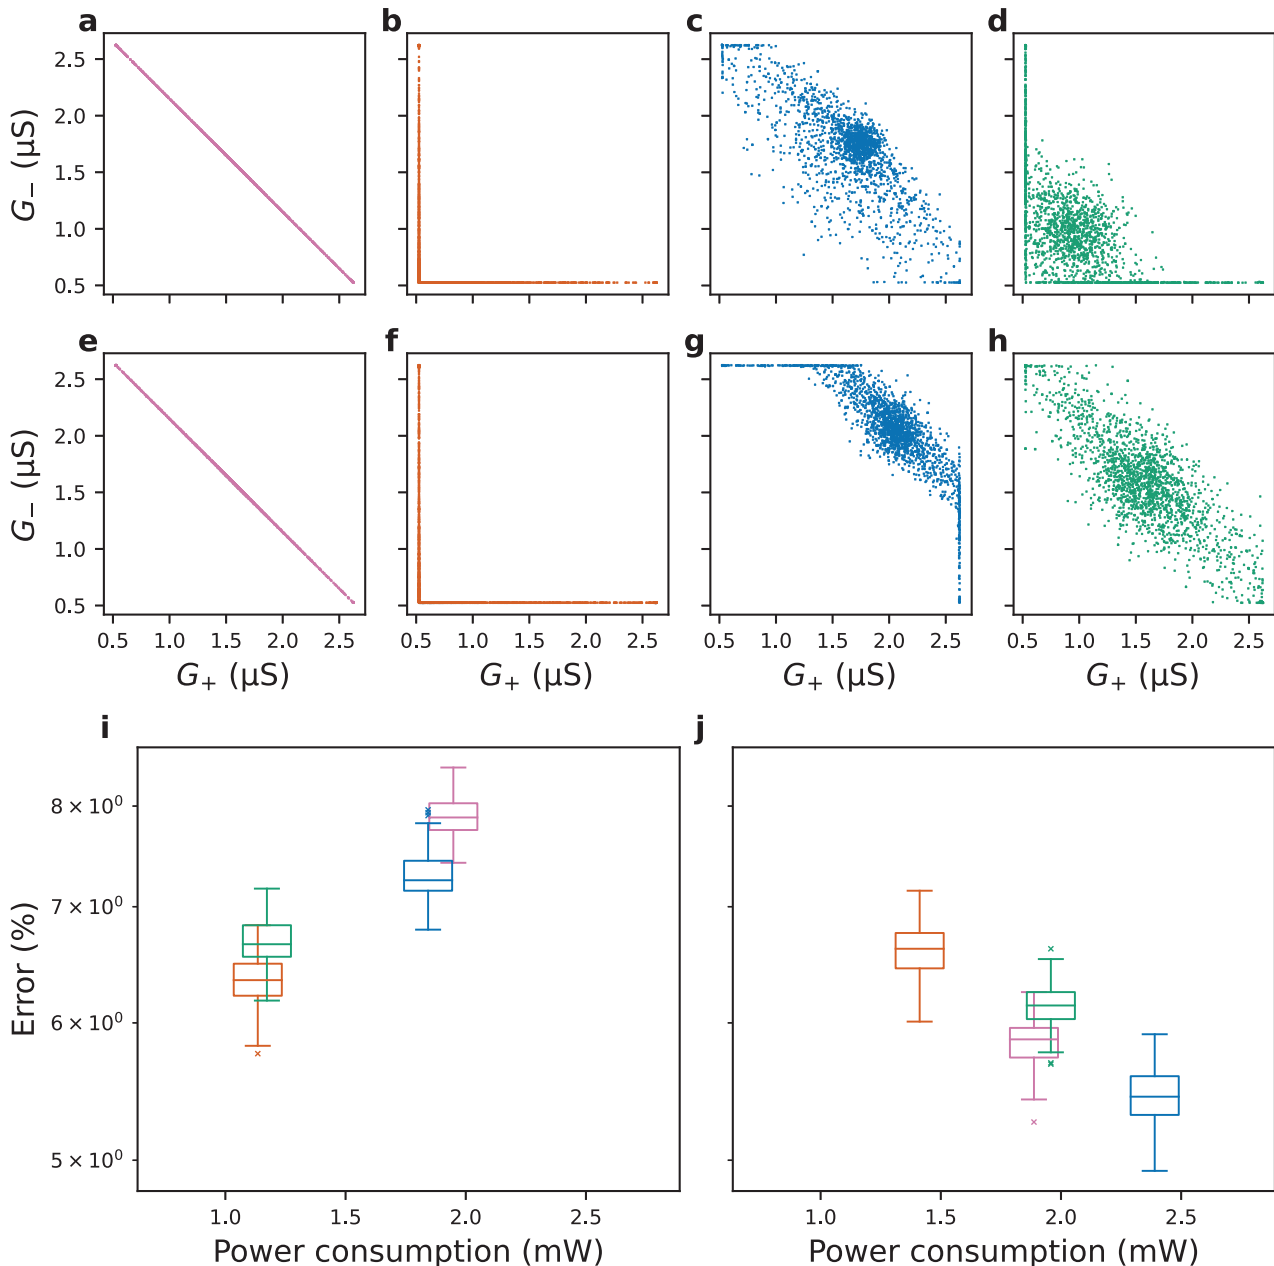 a b c d
2.5
2.0
1.5
1.0
0.5
G₋ (μS)
e f g h
2.5
2.0
1.5
1.0
0.5
G₋ (μS)
0.5 1.0 1.5 2.0 2.5 0.5 1.0 1.5 2.0 2.5 0.5 1.0 1.5 2.0 2.5 0.5 1.0 1.5 2.0 2.5
G₊ (μS) G₊ (μS) G₊ (μS) G₊ (μS)
i j
8 × 10⁰
7 × 10⁰
6 × 10⁰
5 × 10⁰
Error (%)
1.0 1.5 2.0 2.5 1.0 1.5 2.0 2.5
Power consumption (mW) Power consumption (mW)